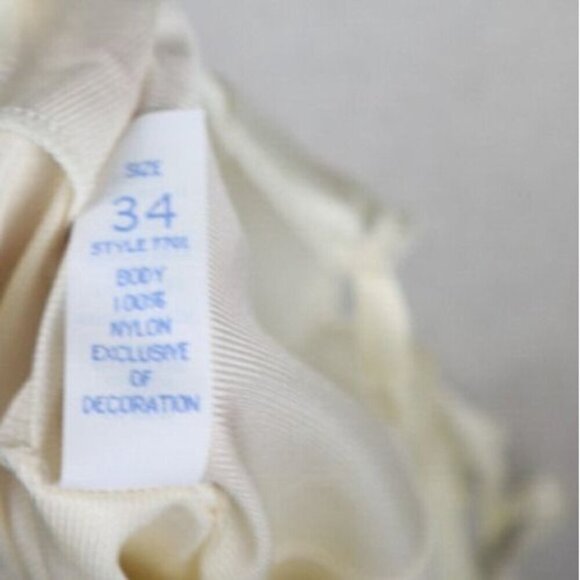 SIZE
34
STYLE
BODY
100%
NYLON
EXCLUSIVE
OF
DECORATION